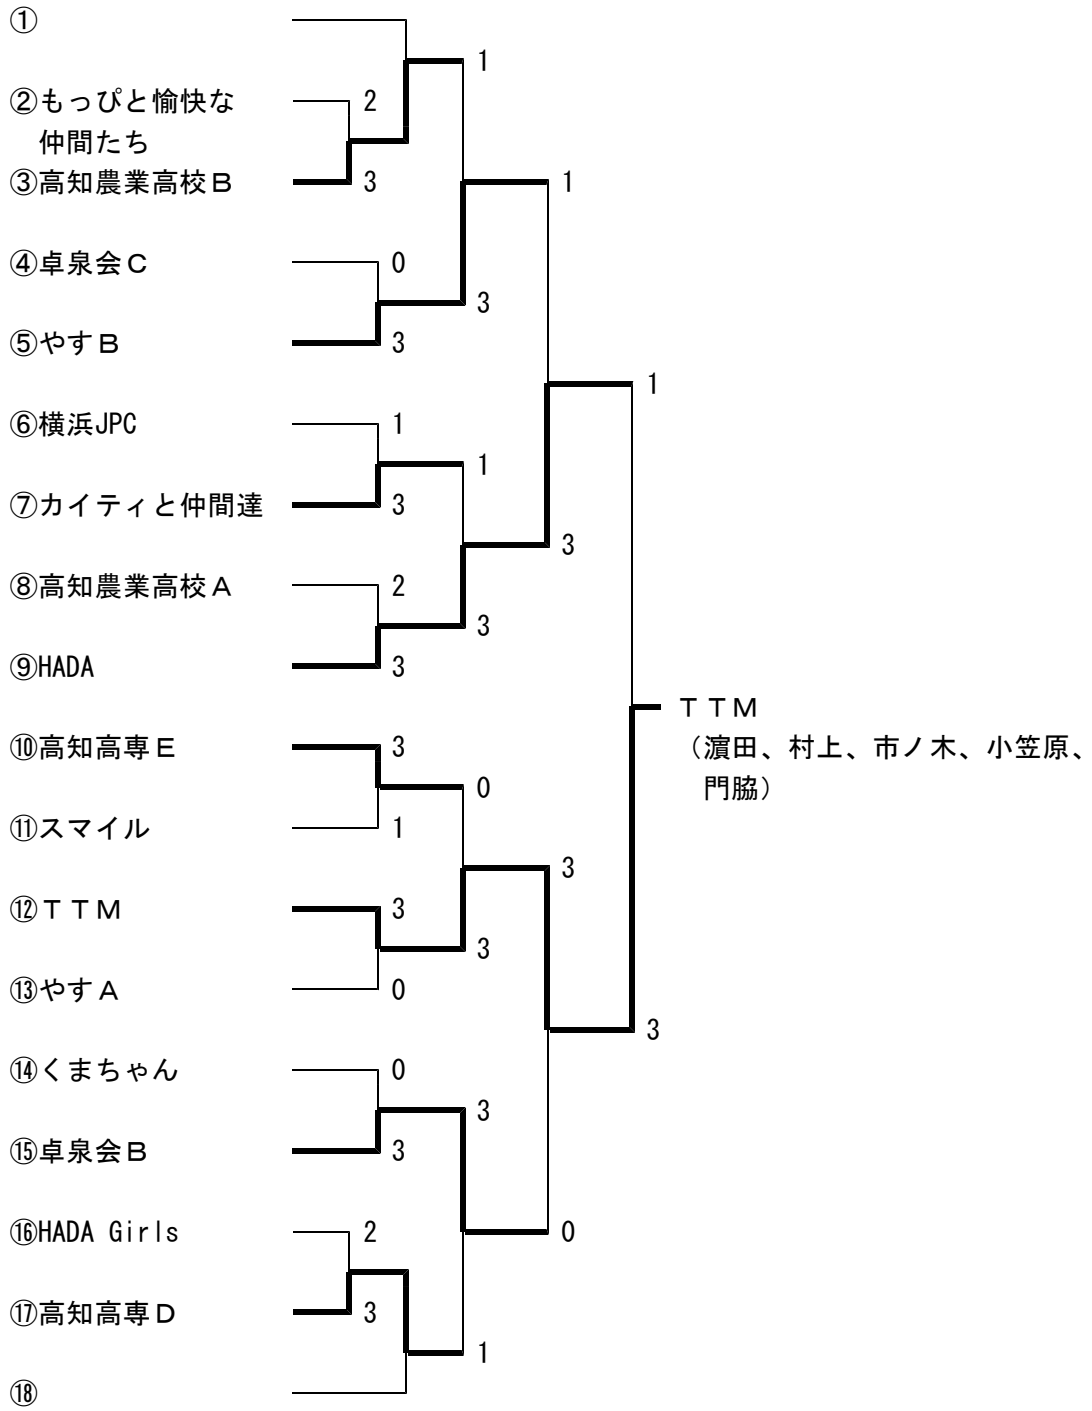 ①
1
②もっぴと愉快な
2
仲間たち
③高知農業高校Ｂ
3
1
④卓泉会Ｃ
0
3
⑤やすＢ
3
1
⑥横浜JPC
1
1
⑦カイティと仲間達
3
3
⑧高知農業高校Ａ
2
3
⑨HADA
3
ＴＴＭ
（濵田、村上、市ノ木、小笠原、
門脇）
⑩高知高専Ｅ
3
0
⑪スマイル
1
3
⑫ＴＴＭ
3
3
⑬やすＡ
0
3
⑭くまちゃん
0
3
⑮卓泉会Ｂ
3
⑯HADA Girls
2
0
⑰高知高専Ｄ
3
1
⑱